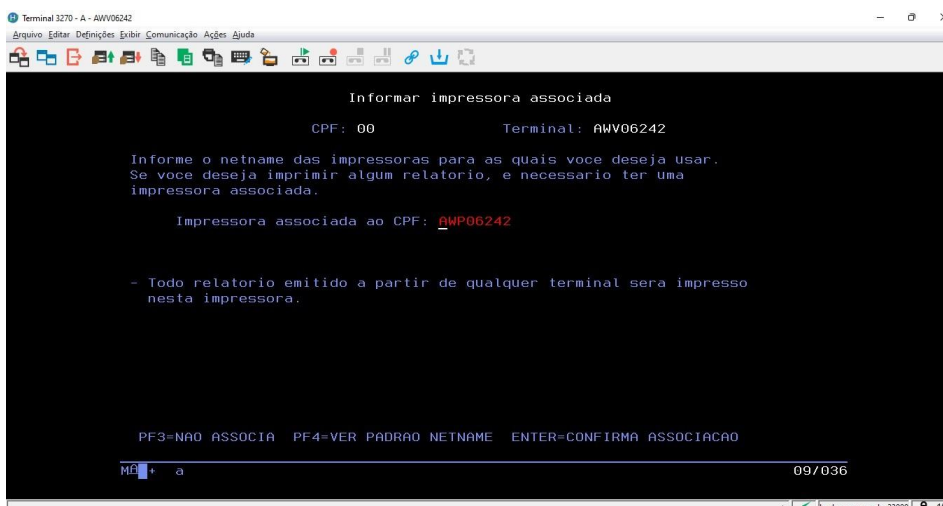 Terminal 3270 - A - AWV06242
Arquivo Editar Definições Exibir Comunicação Ações Ajuda
Informar impressora associada
CPF: 00 Terminal: AWV06242
Informe o netname das impressoras para as quais voce deseja usar.
Se voce deseja imprimir algum relatorio, e necessario ter uma
impressora associada.
Impressora associada ao CPF: AWP06242
- Todo relatorio emitido a partir de qualquer terminal sera impresso
nesta impressora.
PF3=NAO ASSOCIA PF4=VER PADRAO NETNAME ENTER=CONFIRMA ASSOCIACAO
MA + a 09/036